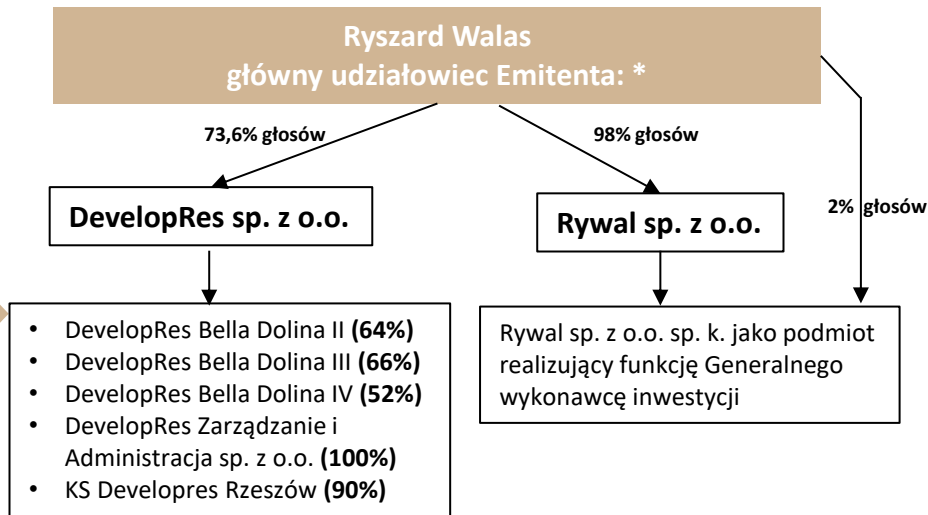 Ryszard Walas
główny udziałowiec Emitenta: *
73,6% głosów
98% głosów
2% głosów
DevelopRes sp. z o.o.
Rywal sp. z o.o.
• DevelopRes Bella Dolina II (64%)
• DevelopRes Bella Dolina III (66%)
• DevelopRes Bella Dolina IV (52%)
• DevelopRes Zarządzanie i
Administracja sp. z o.o. (100%)
• KS Developres Rzeszów (90%)
Rywal sp. z o.o. sp. k. jako podmiot
realizujący funkcję Generalnego
wykonawcę inwestycji